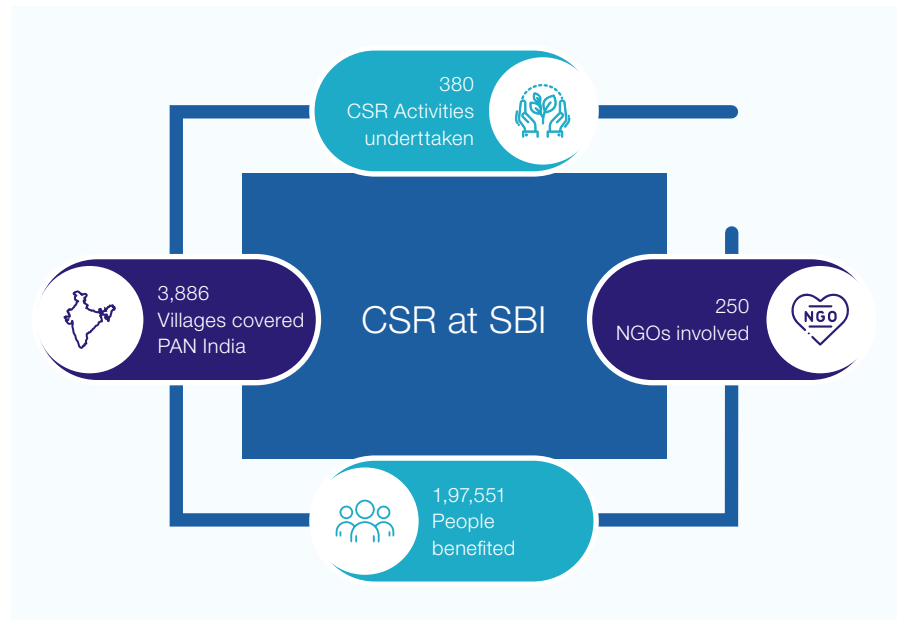 380
CSR Activities
underttaken
3,886
Villages covered
PAN India
CSR at SBI
250
NGOs involved
NGO
1,97,551
People
benefited